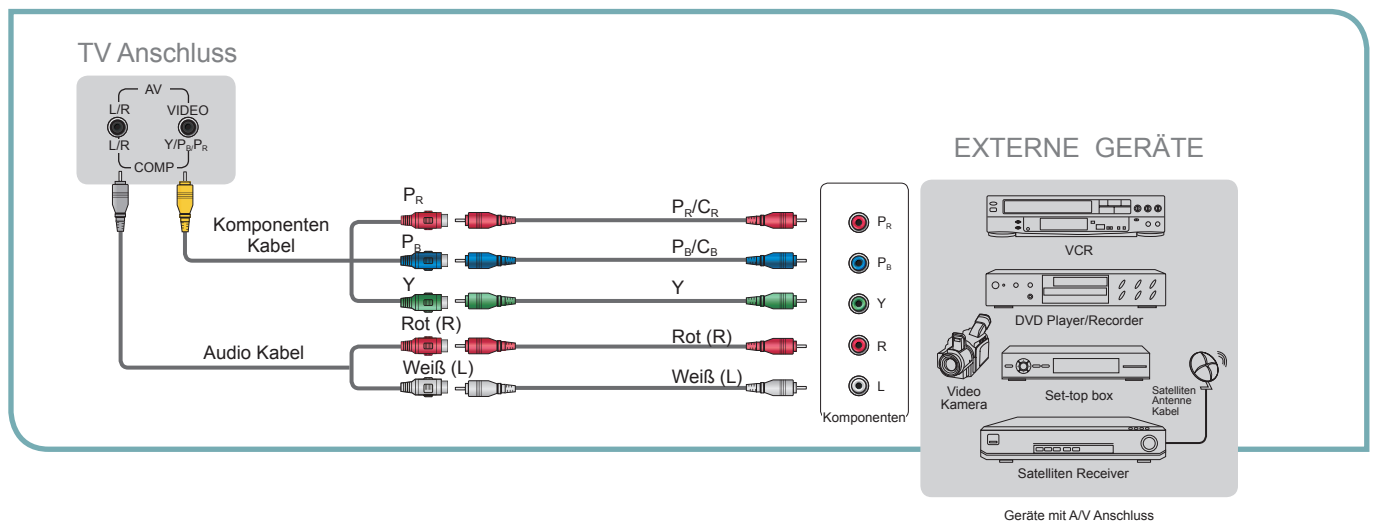 TV Anschluss
AV
L/R VIDEO
L/R Y/PB/PR
COMP
EXTERNE GERÄTE
Komponenten
Kabel
PR
PR/CR
PR
PB
PB/CB
PB
Y
Y
Y
Audio Kabel
Rot (R)
Rot (R)
R
Weiß (L)
Weiß (L)
L
Komponenten
VCR
DVD Player/Recorder
Video
Kamera
Set-top box
Satelliten
Antenne
Kabel
Satelliten Receiver
Geräte mit A/V Anschluss